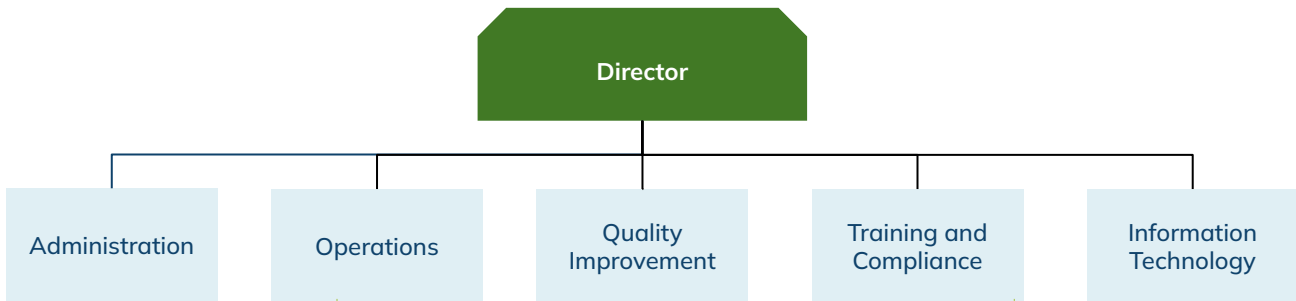 Director
Administration
Operations
Quality
Improvement
Training and
Compliance
Information
Technology